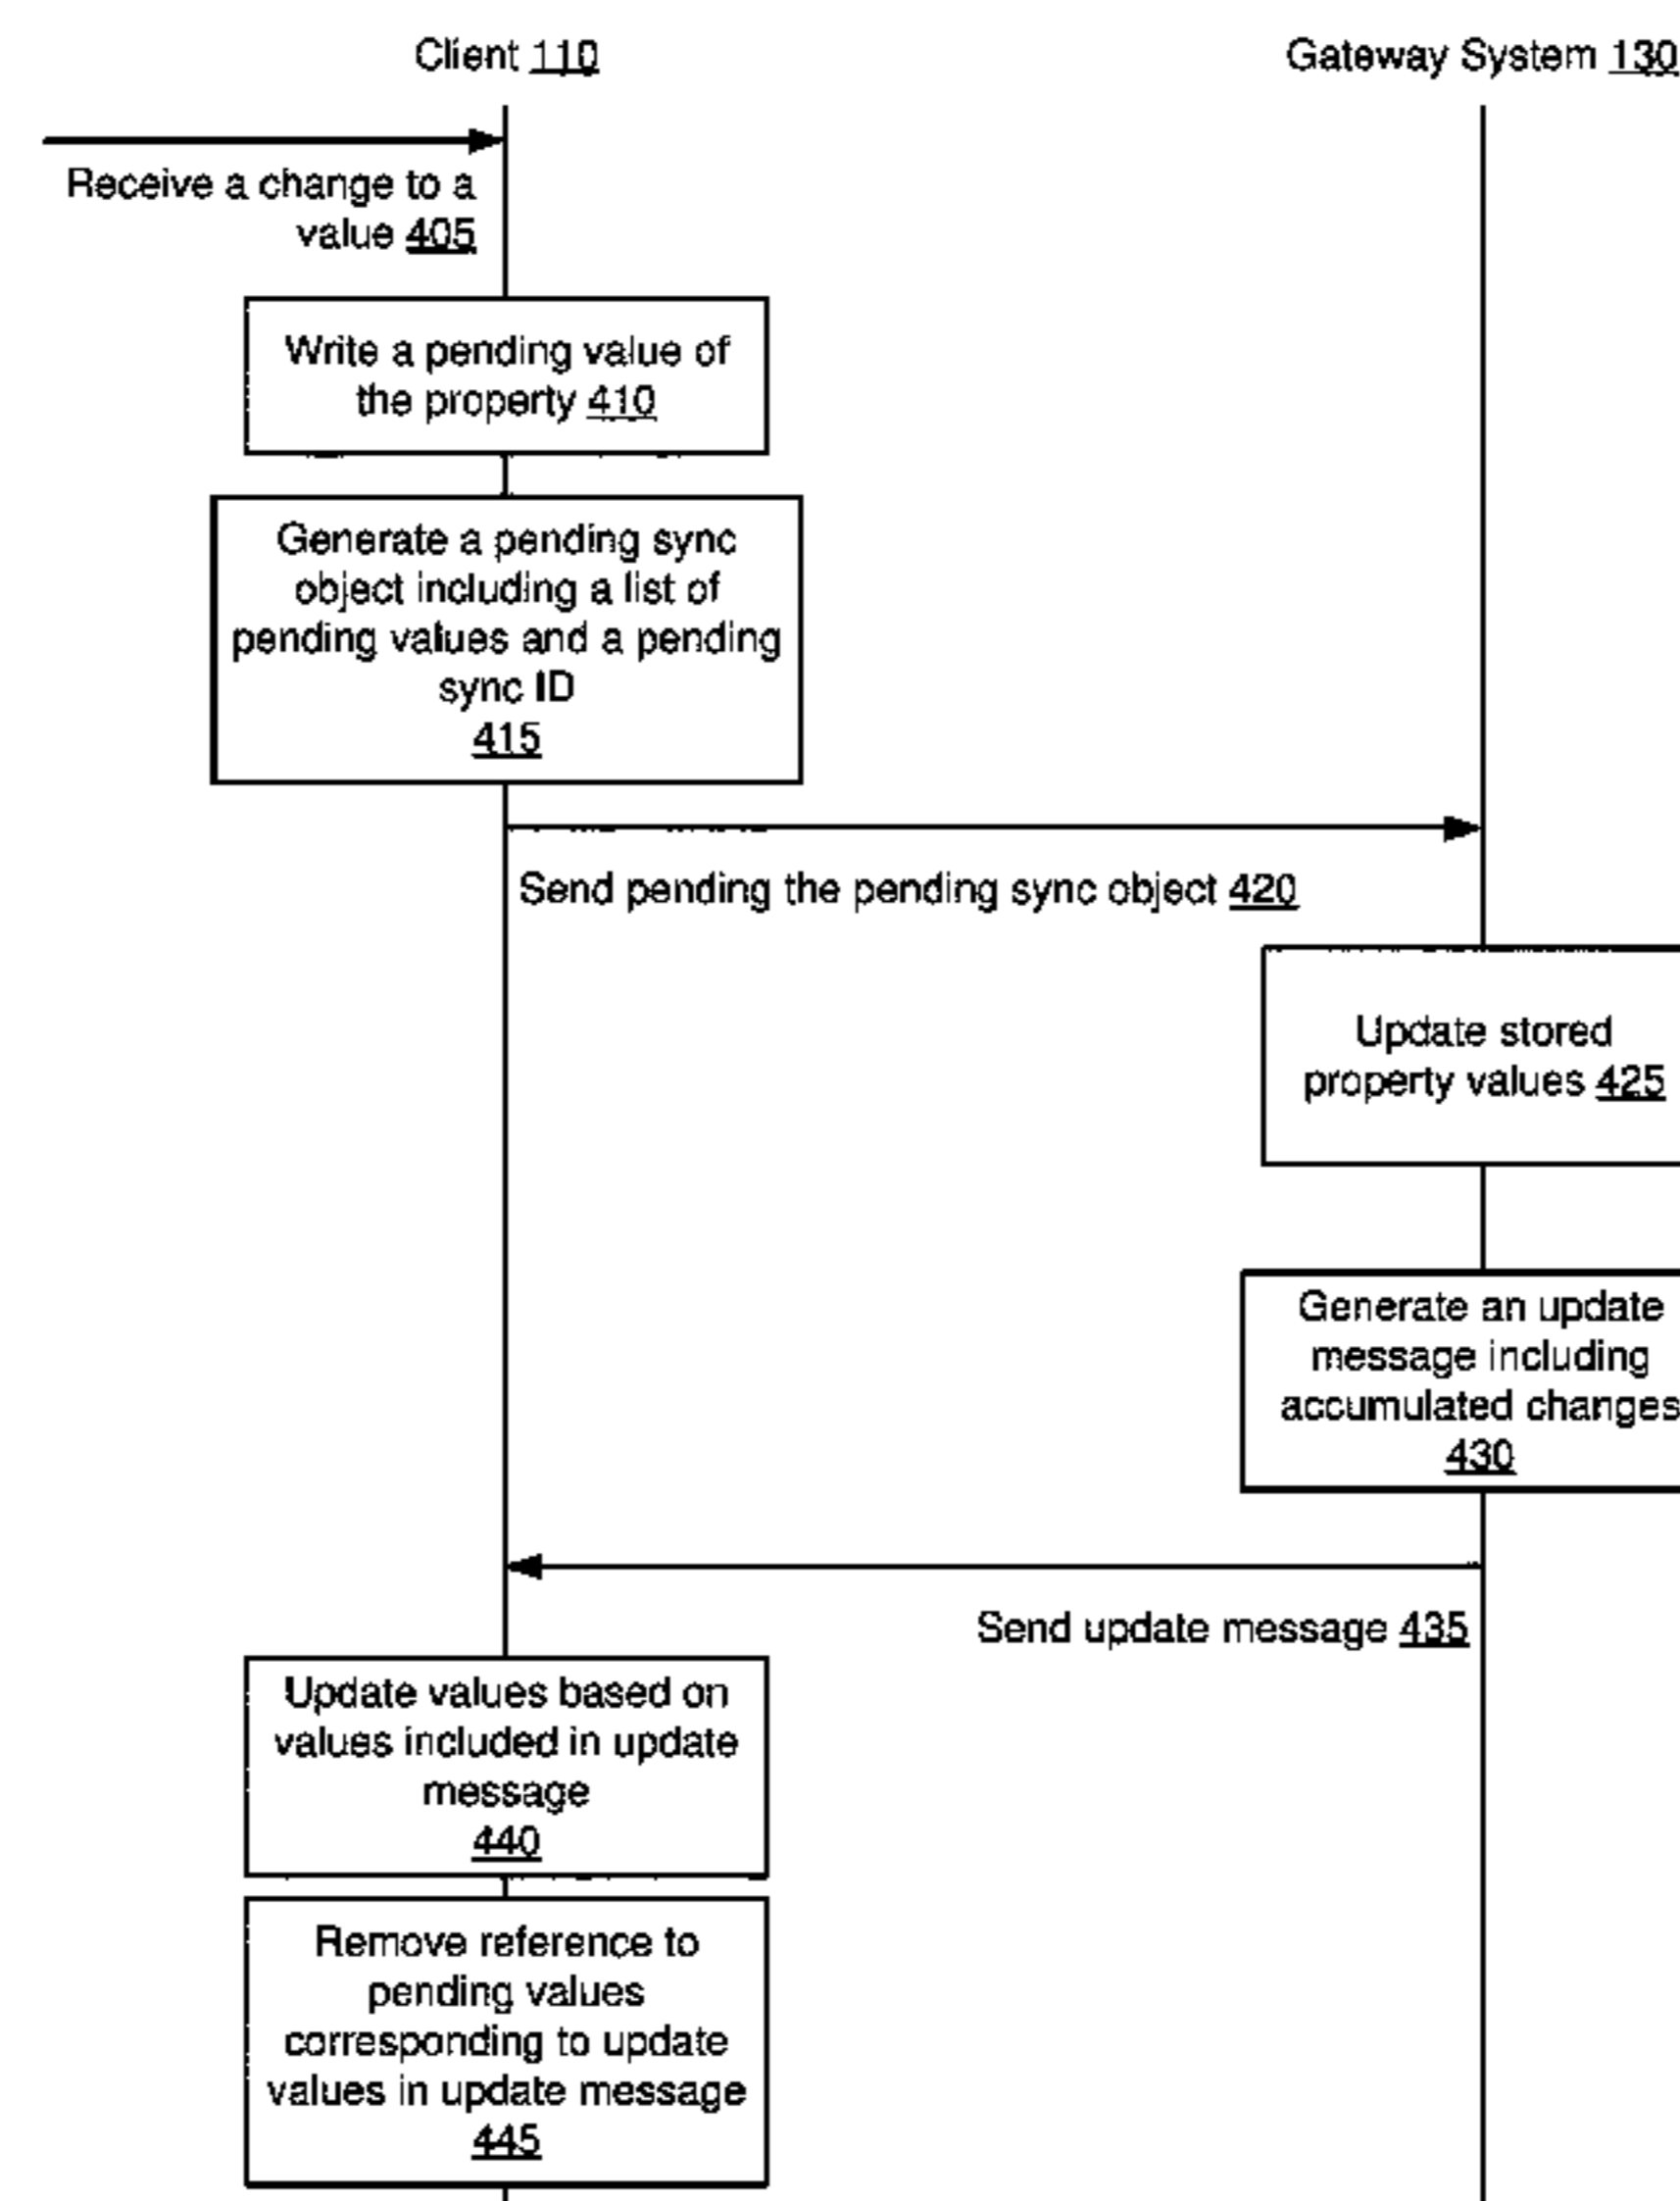 Client 110
Gateway System 130
Receive a change to a
value 405
Write a pending value of
the property 410
Generate a pending sync
object including a list of
pending values and a pending
sync ID
415
Send pending the pending sync object 420
Update stored
property values 425
Generate an update
message including
accumulated changes
430
Send update message 435
Update values based on
values included in update
message
440
Remove reference to
pending values
corresponding to update
values in update message
445